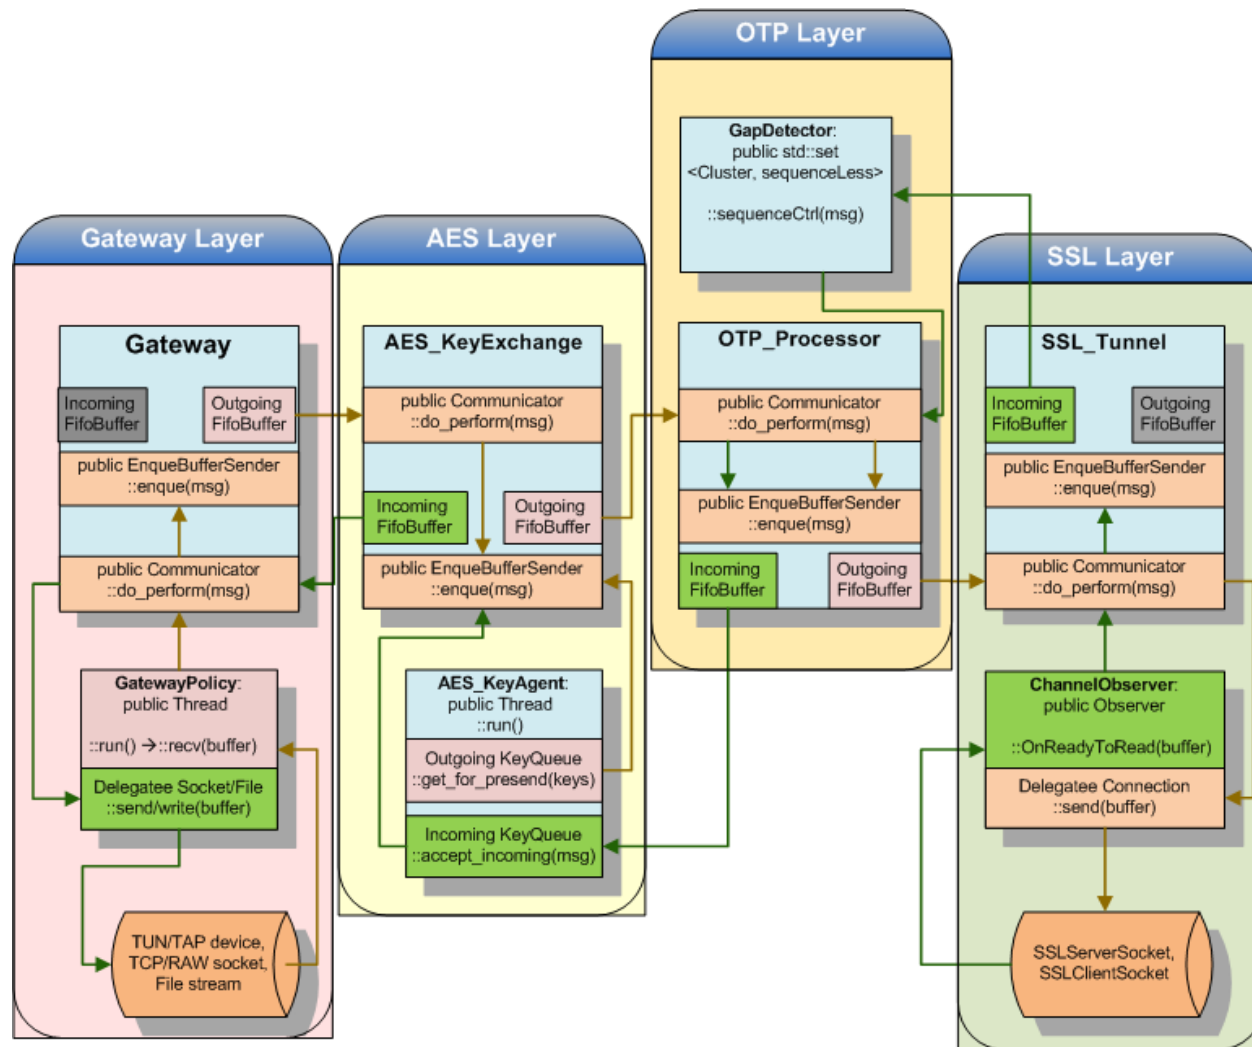 OTP Layer
GapDetector:
public std::set
<Cluster, sequenceLess>
::sequenceCtrl(msg)
Gateway Layer
AES Layer
SSL Layer
Gateway
Incoming
FifoBuffer
Outgoing
FifoBuffer
public EnqueBufferSender
::enque(msg)
public Communicator
::do_perform(msg)
GatewayPolicy:
public Thread
::run() →::recv(buffer)
Delegatee Socket/File
::send/write(buffer)
TUN/TAP device,
TCP/RAW socket,
File stream
AES_KeyExchange
public Communicator
::do_perform(msg)
Incoming
FifoBuffer
Outgoing
FifoBuffer
public EnqueBufferSender
::enque(msg)
AES_KeyAgent:
public Thread
::run()
Outgoing KeyQueue
::get_for_presend(keys)
Incoming KeyQueue
::accept_incoming(msg)
OTP_Processor
public Communicator
::do_perform(msg)
public EnqueBufferSender
::enque(msg)
Incoming
FifoBuffer
Outgoing
FifoBuffer
SSL_Tunnel
Incoming
FifoBuffer
Outgoing
FifoBuffer
public EnqueBufferSender
::enque(msg)
public Communicator
::do_perform(msg)
ChannelObserver:
public Observer
::OnReadyToRead(buffer)
Delegatee Connection
::send(buffer)
SSLServerSocket,
SSLClientSocket